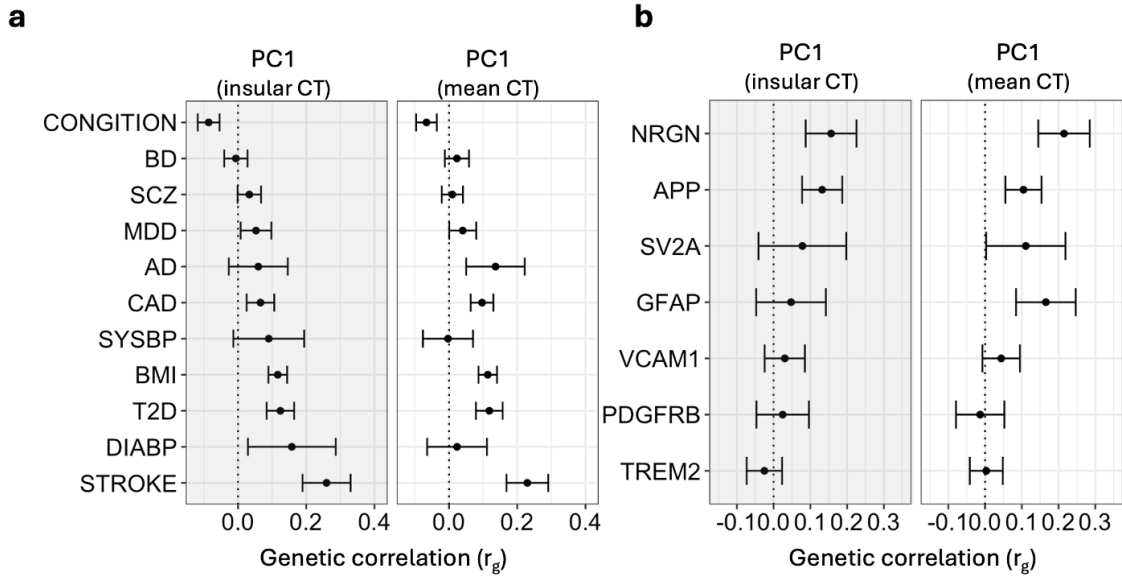 a
PC1
(insular CT)
PC1
(mean CT)
CONGITION
BD
SCZ
MDD
AD
CAD
SYSBP
BMI
T2D
DIABP
STROKE
0.0 0.2 0.4
0.0 0.2 0.4
Genetic correlation (rg)
b
PC1
(insular CT)
PC1
(mean CT)
NRGN
APP
SV2A
GFAP
VCAM1
PDGFRB
TREM2
-0.10.0 0.1 0.2 0.3
-0.10.0 0.1 0.2 0.3
Genetic correlation (rg)